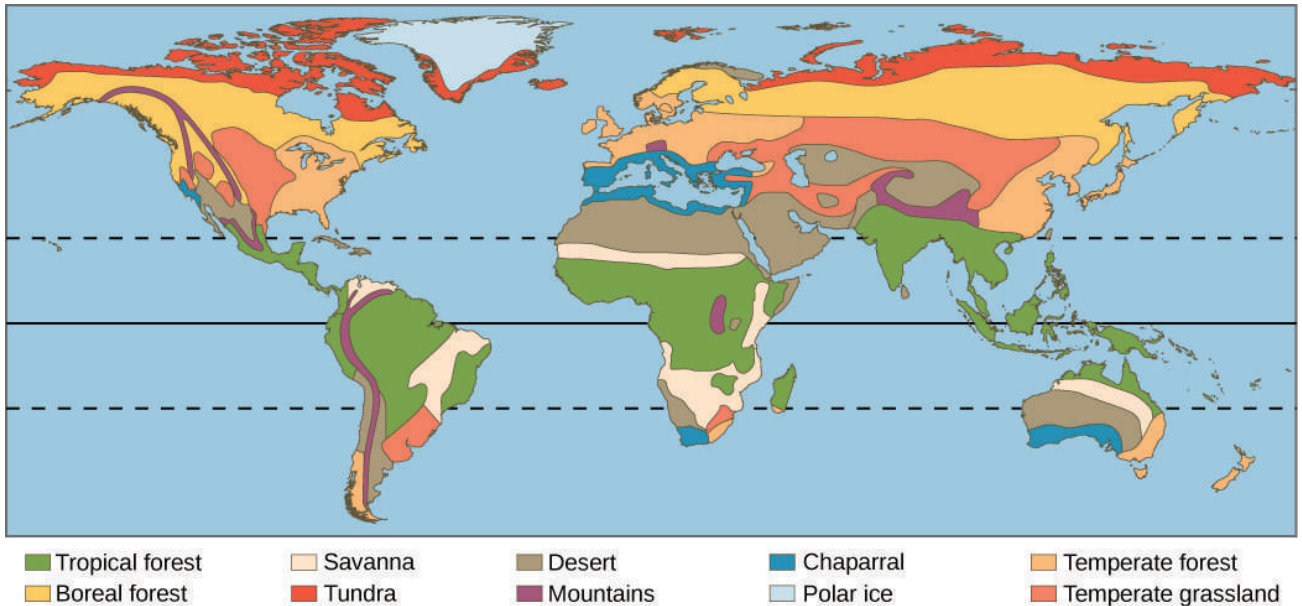 Tropical forest Savanna Desert Chaparral Temperate forest
Boreal forest Tundra Mountains Polar ice Temperate grassland